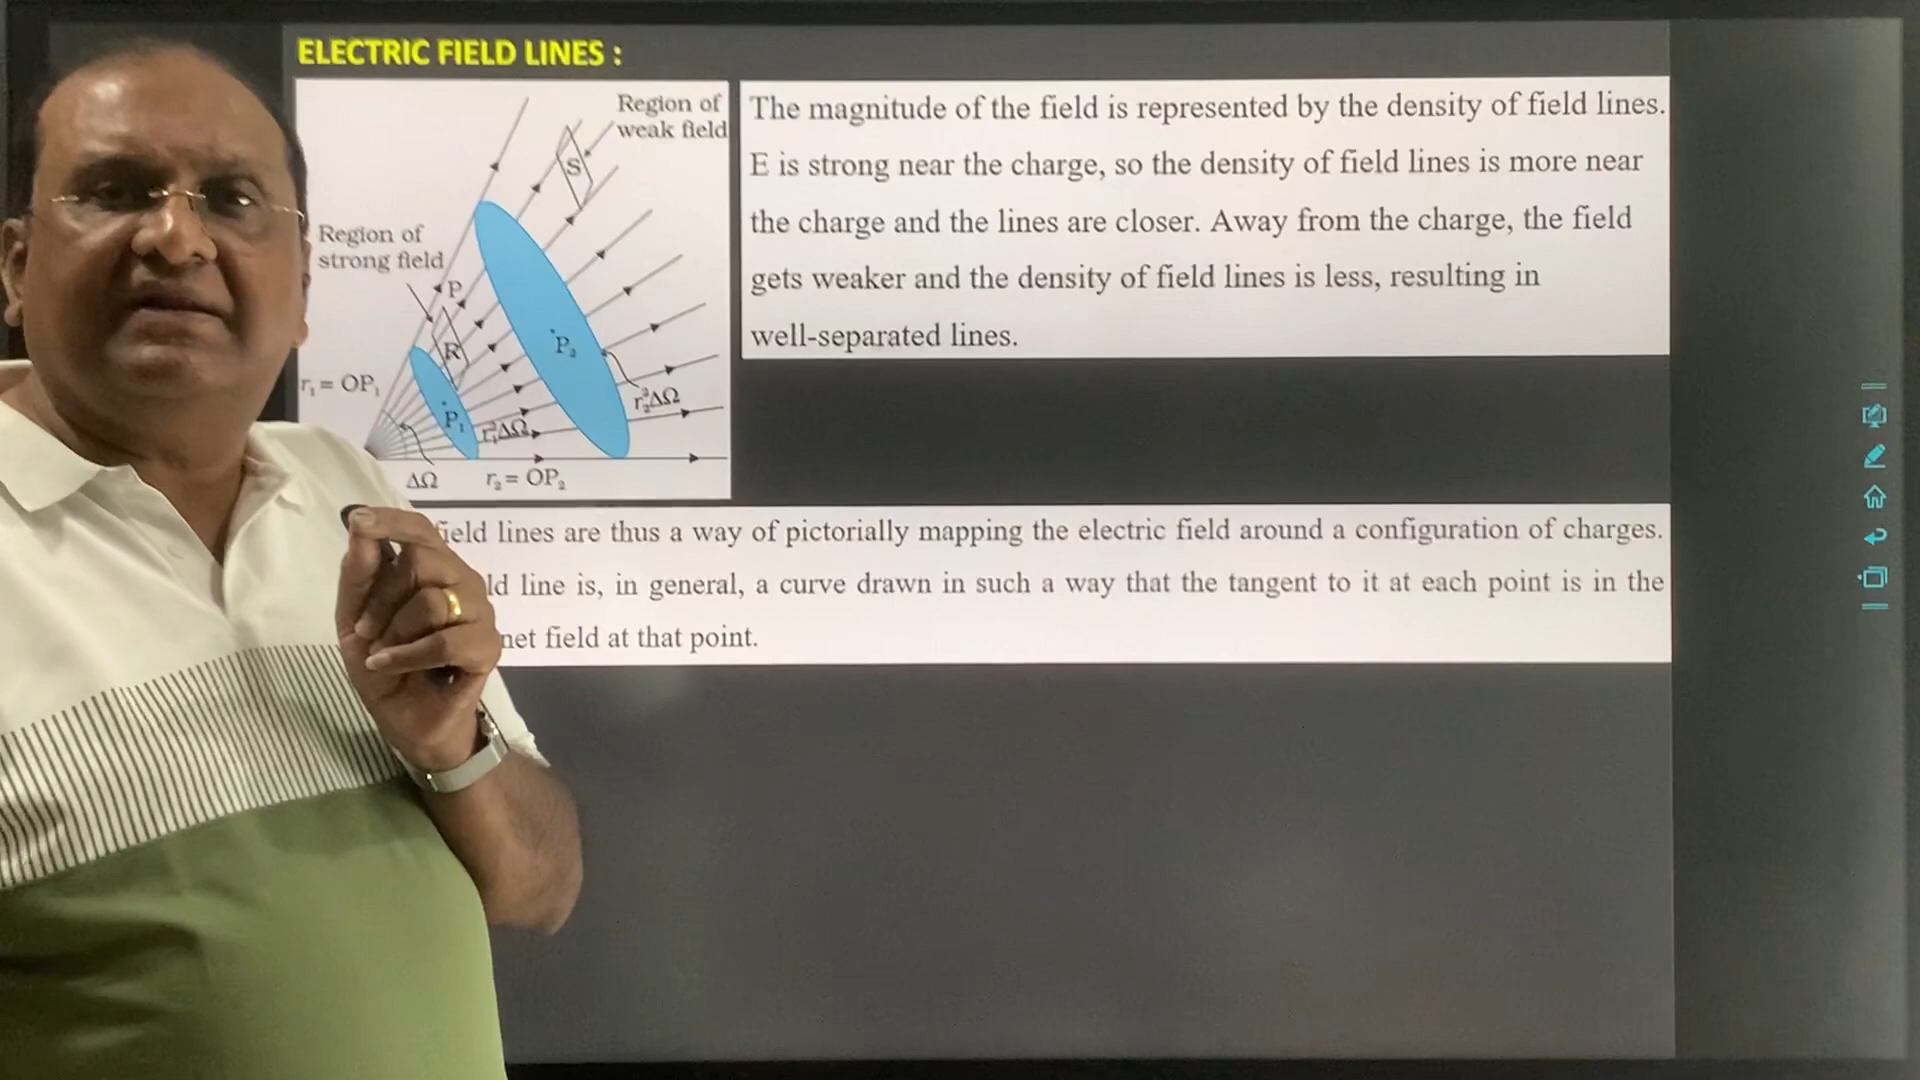 ELECTRIC FIELD LINES :
Region of
weak field
S
Region of
strong field
P
R
P₂
r₁ = OP₁
P₁
r₁²ΔΩ
r₂²ΔΩ
ΔΩ
r₂ = OP₂
The magnitude of the field is represented by the density of field lines.
E is strong near the charge, so the density of field lines is more near
the charge and the lines are closer. Away from the charge, the field
gets weaker and the density of field lines is less, resulting in
well-separated lines.
field lines are thus a way of pictorially mapping the electric field around a configuration of charges.
ld line is, in general, a curve drawn in such a way that the tangent to it at each point is in the
net field at that point.